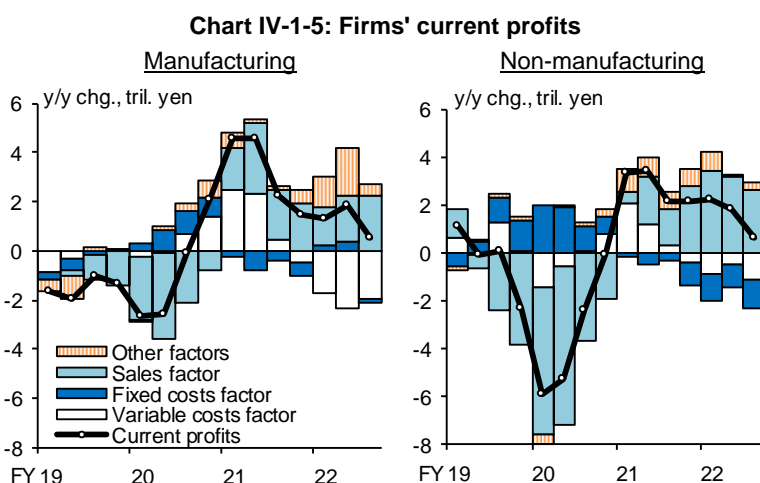 Chart IV-1-5: Firms' current profits
Manufacturing
Non-manufacturing
y/y chg., tril. yen
6
4
2
0
-2
-4
-6
-8
Other factors
Sales factor
Fixed costs factor
Variable costs factor
Current profits
FY 19 20 21 22
y/y chg., tril. yen
6
4
2
0
-2
-4
-6
-8
FY 19 20 21 22